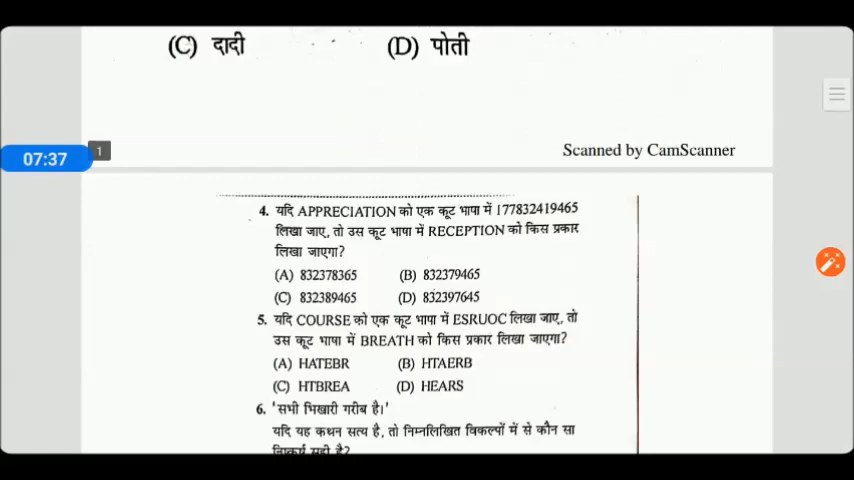 (C) दादी (D) पोती
1
Scanned by CamScanner
07:37
4. यदि APPRECIATION को एक कूट भाषा में 177832419465
लिखा जाए, तो उस कूट भाषा में RECEPTION को किस प्रकार
लिखा जाएगा?
(A) 832378365 (B) 832379465
(C) 832389465 (D) 832397645
5. यदि COURSE को एक कूट भाषा में ESRUOC लिखा जाए, तो
उस कूट भाषा में BREATH को किस प्रकार लिखा जाएगा?
(A) HATEBR (B) HTAERB
(C) HTBREA (D) HEARS
6. 'सभी भिखारी गरीब है।'
यदि यह कथन सत्य है, तो निम्नलिखित विकल्पों में से कौन सा
निष्कर्ष सही है?